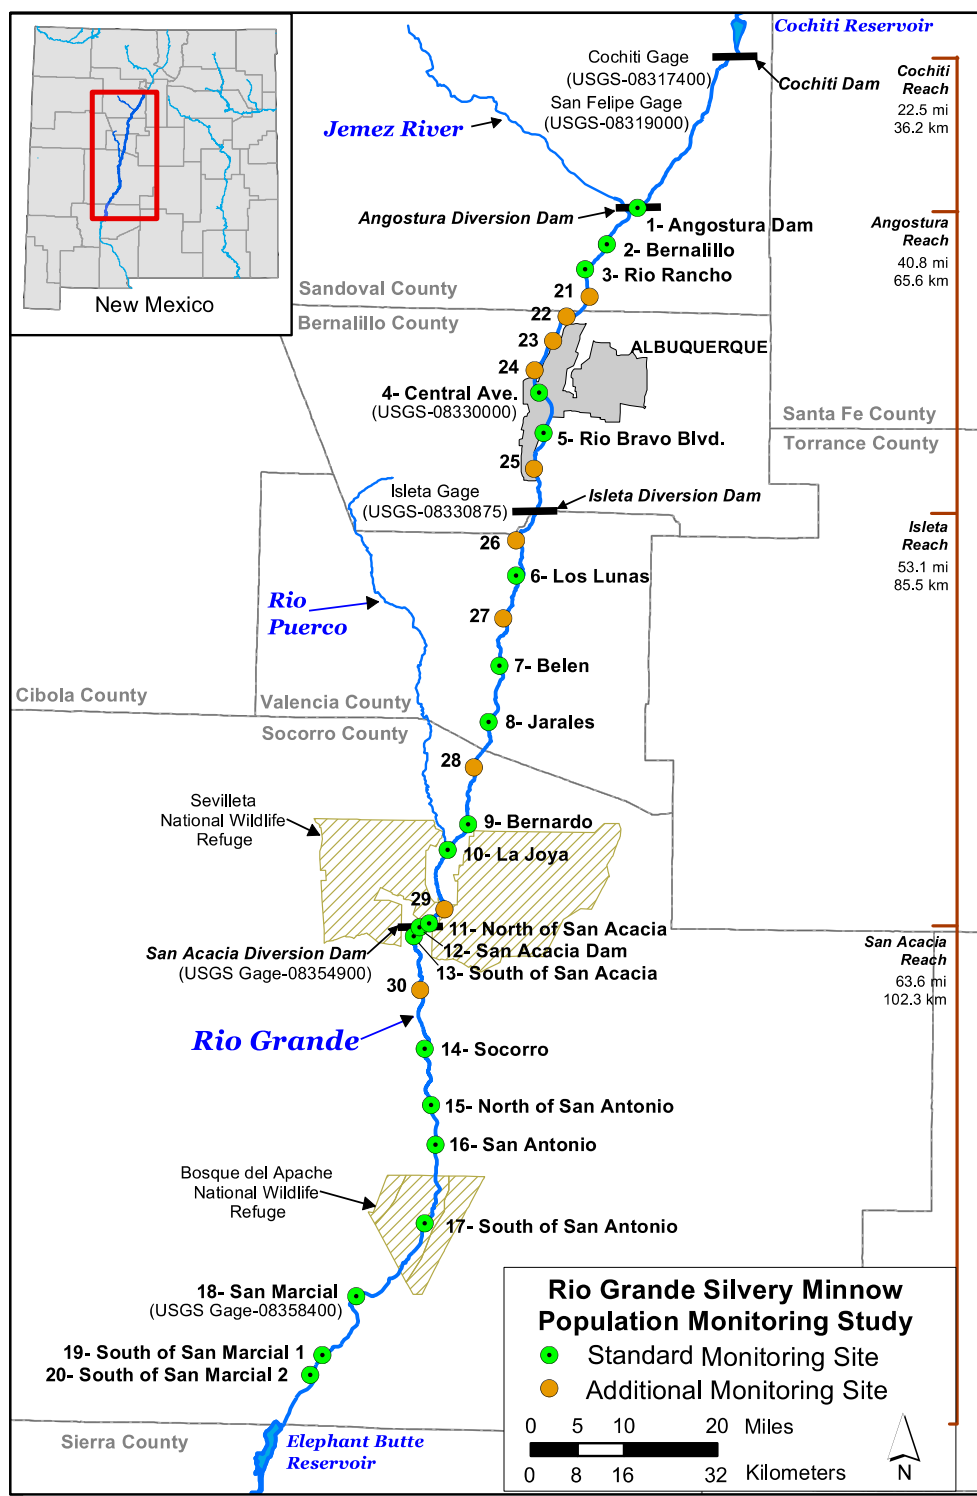 Cochiti Reservoir
Cochiti Gage
(USGS-08317400)
San Felipe Gage
(USGS-08319000)
Cochiti Dam
Cochiti
Reach
22.5 mi
36.2 km
Jemez River
New Mexico
Angostura Diversion Dam
1- Angostura Dam
2- Bernalillo
3- Rio Rancho
Angostura
Reach
40.8 mi
65.6 km
Sandoval County
Bernalillo County
21
22
23
24
ALBUQUERQUE
4- Central Ave.
(USGS-08330000)
5- Rio Bravo Blvd.
Santa Fe County
Torrance County
25
Isleta Gage
(USGS-08330875)
Isleta Diversion Dam
Isleta
Reach
53.1 mi
85.5 km
26
6- Los Lunas
Rio
Puerco
27
7- Belen
Cibola County
Valencia County
Socorro County
8- Jarales
28
Sevilleta
National Wildlife
Refuge
9- Bernardo
10- La Joya
29
11- North of San Acacia
12- San Acacia Dam
13- South of San Acacia
San Acacia Diversion Dam
(USGS Gage-08354900)
San Acacia
Reach
63.6 mi
102.3 km
30
Rio Grande
14- Socorro
15- North of San Antonio
16- San Antonio
Bosque del Apache
National Wildlife
Refuge
17- South of San Antonio
18- San Marcial
(USGS Gage-08358400)
19- South of San Marcial 1
20- South of San Marcial 2
Sierra County
Elephant Butte
Reservoir
Rio Grande Silvery Minnow
Population Monitoring Study
Standard Monitoring Site
Additional Monitoring Site
0 5 10 20 Miles
0 8 16 32 Kilometers
N